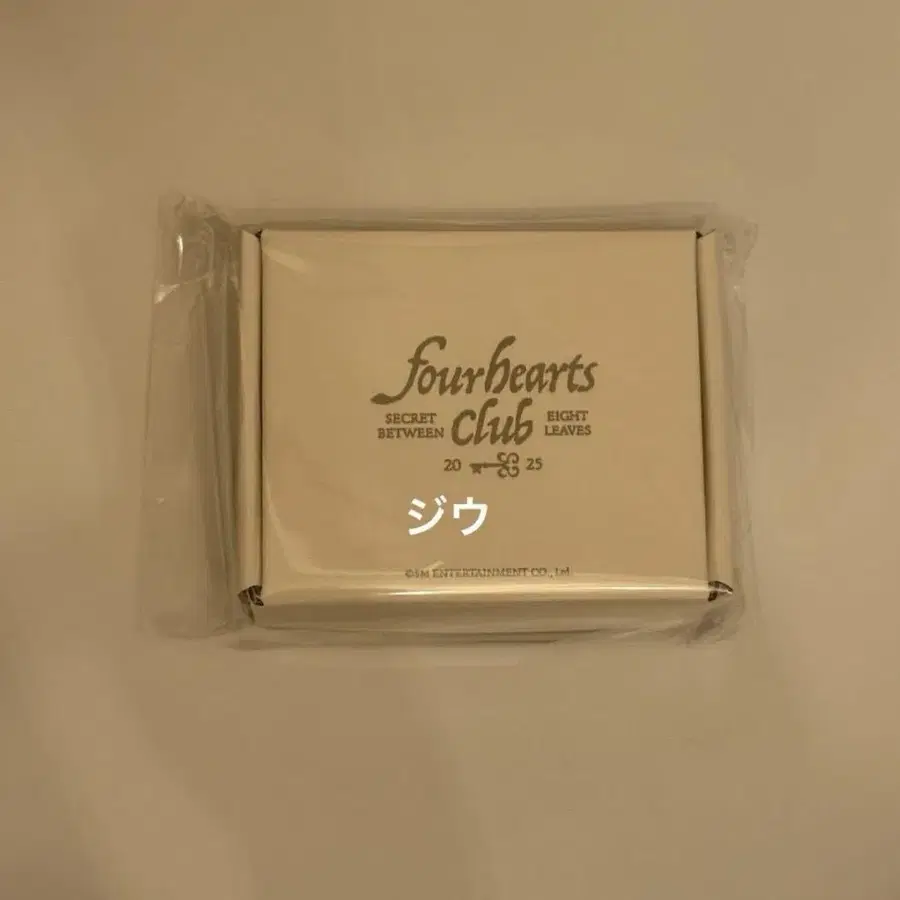 fourhearts
SECRET BETWEEN club EIGHT LEAVES
20 25
ジウ
©SM ENTERTAINMENT CO., Ltd.